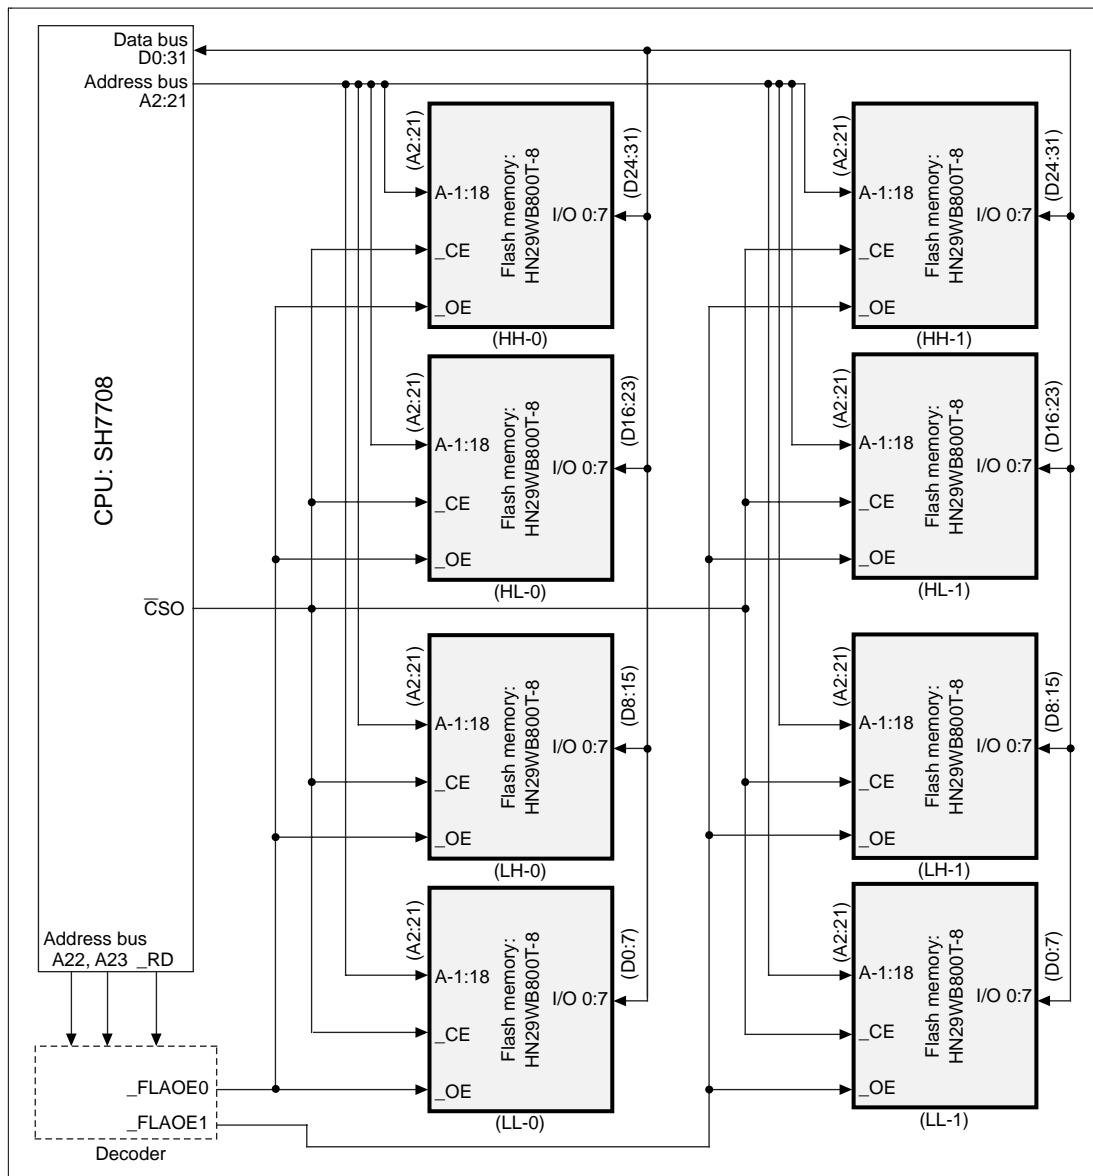 Data bus
D0:31
Address bus
A2:21
CPU: SH7708
CSO
Address bus
A22, A23 _RD
_FLAOE0
_FLAOE1
Decoder
(A2:21)
A-1:18
_CE
_OE
Flash memory:
HN29WB800T-8
I/O 0:7
(D24:31)
(HH-0)
(A2:21)
A-1:18
_CE
_OE
Flash memory:
HN29WB800T-8
I/O 0:7
(D24:31)
(HH-1)
(A2:21)
A-1:18
_CE
_OE
Flash memory:
HN29WB800T-8
I/O 0:7
(D16:23)
(HL-0)
(A2:21)
A-1:18
_CE
_OE
Flash memory:
HN29WB800T-8
I/O 0:7
(D16:23)
(HL-1)
(A2:21)
A-1:18
_CE
_OE
Flash memory:
HN29WB800T-8
I/O 0:7
(D8:15)
(LH-0)
(A2:21)
A-1:18
_CE
_OE
Flash memory:
HN29WB800T-8
I/O 0:7
(D8:15)
(LH-1)
(A2:21)
A-1:18
_CE
_OE
Flash memory:
HN29WB800T-8
I/O 0:7
(D0:7)
(LL-0)
(A2:21)
A-1:18
_CE
_OE
Flash memory:
HN29WB800T-8
I/O 0:7
(D0:7)
(LL-1)